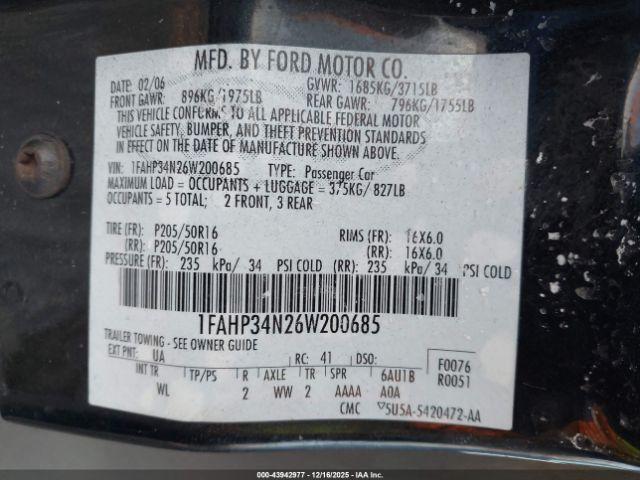 MFD. BY FORD MOTOR CO.
DATE: 02/06 GVWR: 1685KG/3715LB
FRONT GAWR: 896KG/1975LB REAR GAWR: 796KG/1755LB
THIS VEHICLE CONFORMS TO ALL APPLICABLE FEDERAL MOTOR
VEHICLE SAFETY, BUMPER, AND THEFT PREVENTION STANDARDS
IN EFFECT ON THE DATE OF MANUFACTURE SHOWN ABOVE.
VIN: 1FAHP34N26W200685 TYPE: Passenger Car
MAXIMUM LOAD = OCCUPANTS + LUGGAGE = 375KG/ 827LB
OCCUPANTS = 5 TOTAL; 2 FRONT, 3 REAR
TIRE (FR): P205/50R16 RIMS (FR): 16X6.0
(RR): P205/50R16 (RR): 16X6.0
PRESSURE (FR): 235 kPa/ 34 PSI COLD (RR): 235 kPa/ 34 PSI COLD
1FAHP34N26W200685
TRAILER TOWING - SEE OWNER GUIDE
EXT PNT: UA RC: 41 DSO: F0076
R0051
INT TR TP/PS R AXLE TR SPR 6AU1B
WL 2 WW 2 AAAA A0A
CMC 5U5A-5420472-AA
000-43942977 - 12/16/2025 - IAA, Inc.